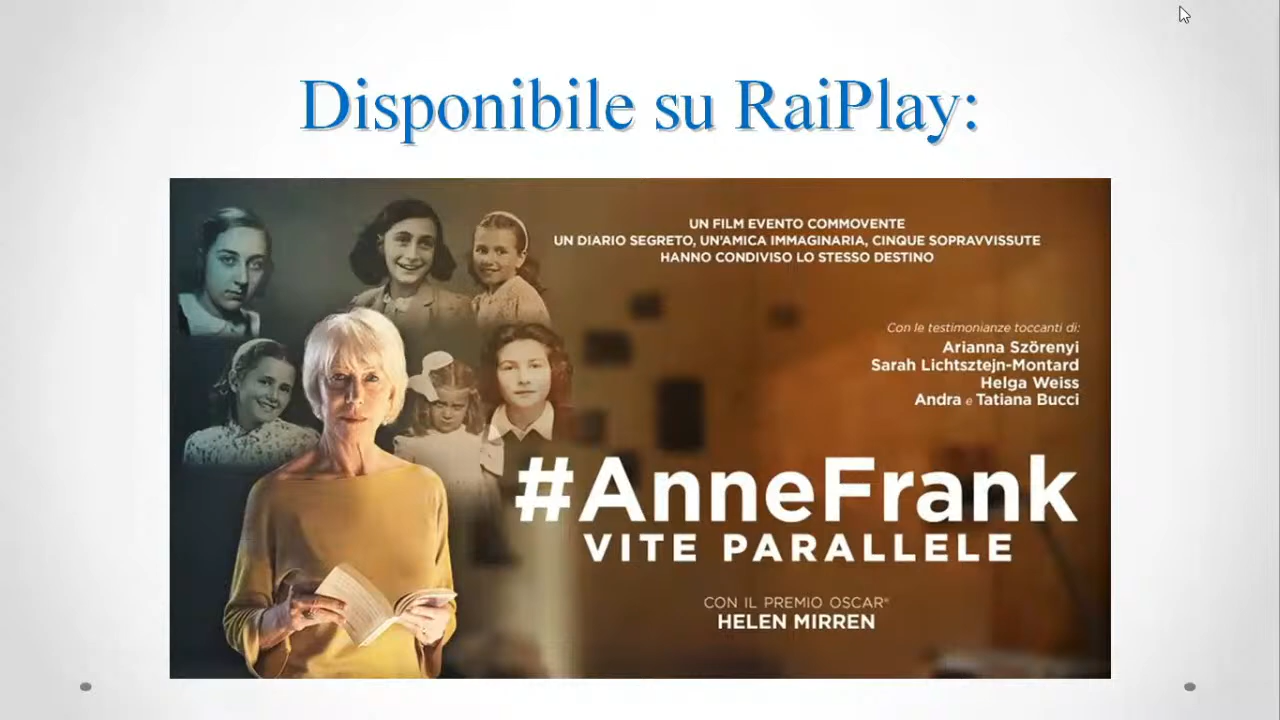 Disponibile su RaiPlay:
UN FILM EVENTO COMMOVENTE
UN DIARIO SEGRETO, UN'AMICA IMMAGINARIA, CINQUE SOPRAVVISSUTE
HANNO CONDIVISO LO STESSO DESTINO
Con le testimonianze toccanti di:
Arianna Szörenyi
Sarah Lichtsztejn-Montard
Helga Weiss
Andra e Tatiana Bucci
#AnneFrank
VITE PARALLELE
CON IL PREMIO OSCAR®
HELEN MIRREN